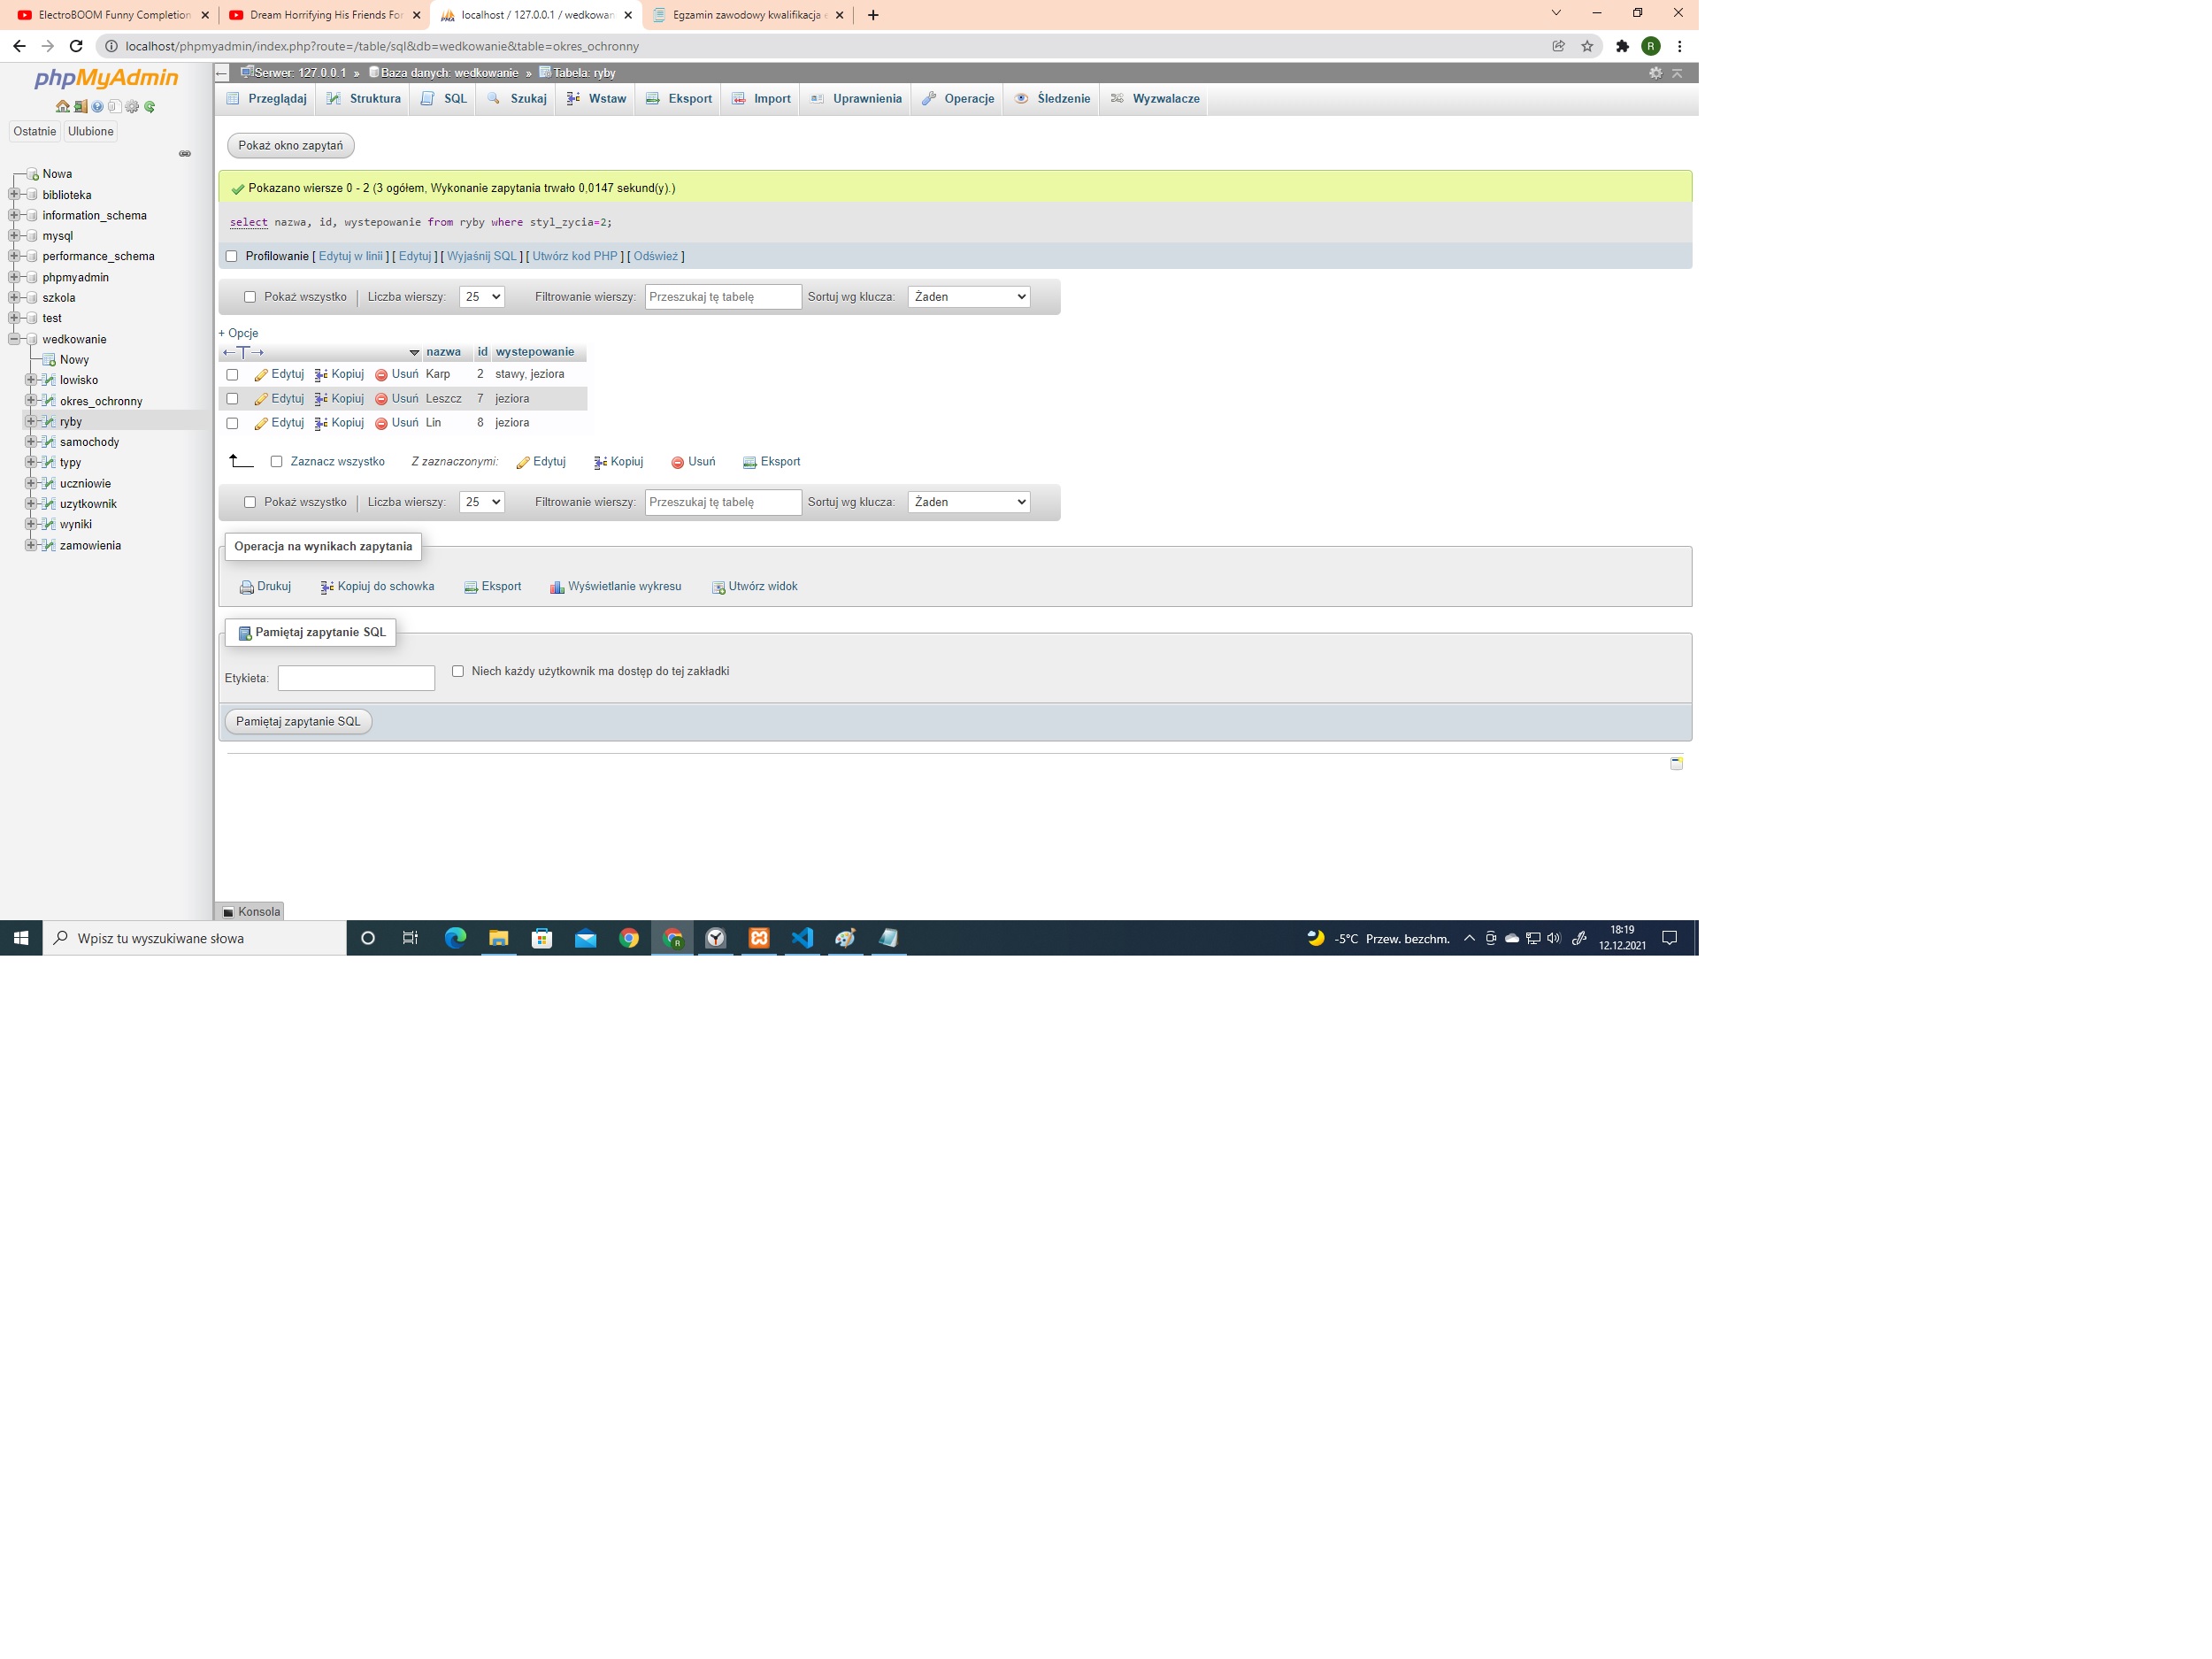 ElectroBOOM Funny Completion
Dream Horrifying His Friends For
localhost / 127.0.0.1 / wedkowan
Egzamin zawodowy kwalifikacja e
localhost/phpmyadmin/index.php?route=/table/sql&db=wedkowanie&table=okres_ochronny
R
phpMyAdmin
Ostatnie
Ulubione
Nowa
biblioteka
information_schema
mysql
performance_schema
phpmyadmin
szkola
test
wedkowanie
Nowy
lowisko
okres_ochronny
ryby
samochody
typy
uczniowie
uzytkownik
wyniki
zamowienia
Serwer: 127.0.0.1 » Baza danych: wedkowanie » Tabela: ryby
Przeglądaj Struktura SQL Szukaj Wstaw Eksport Import Uprawnienia Operacje Śledzenie Wyzwalacze
Pokaż okno zapytań
Pokazano wiersze 0 - 2 (3 ogółem, Wykonanie zapytania trwało 0,0147 sekund(y).)
select nazwa, id, wystepowanie from ryby where styl_zycia=2;
Profilowanie [ Edytuj w linii ] [ Edytuj ] [ Wyjaśnij SQL ] [ Utwórz kod PHP ] [ Odśwież ]
Pokaż wszystko Liczba wierszy: 25 Filtrowanie wierszy: Przeszukaj tę tabelę Sortuj wg klucza: Żaden
+ Opcje
←T→ nazwa id wystepowanie
Edytuj Kopiuj Usuń Karp 2 stawy, jeziora
Edytuj Kopiuj Usuń Leszcz 7 jeziora
Edytuj Kopiuj Usuń Lin 8 jeziora
Zaznacz wszystko Z zaznaczonymi: Edytuj Kopiuj Usuń Eksport
Pokaż wszystko Liczba wierszy: 25 Filtrowanie wierszy: Przeszukaj tę tabelę Sortuj wg klucza: Żaden
Operacja na wynikach zapytania
Drukuj Kopiuj do schowka Eksport Wyświetlanie wykresu Utwórz widok
Pamiętaj zapytanie SQL
Etykieta: Niech każdy użytkownik ma dostęp do tej zakładki
Pamiętaj zapytanie SQL
Konsola
Wpisz tu wyszukiwane słowa
-5°C Przew. bezchm.
18:19
12.12.2021